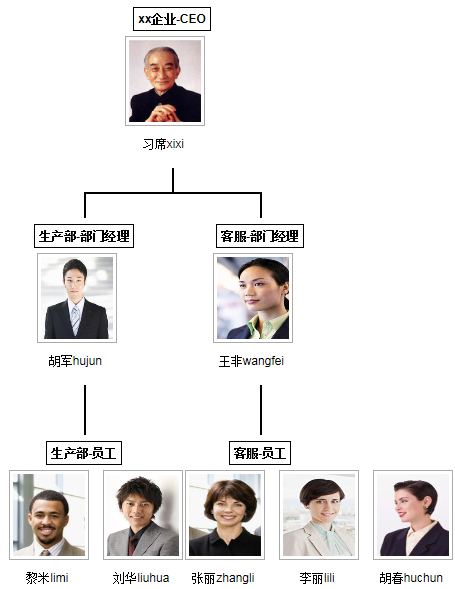 xx企业-CEO
习席xixi
生产部-部门经理
客服-部门经理
胡军hujun
王非wangfei
生产部-员工
客服-员工
黎米limi
刘华liuhua
张丽zhangli
李丽lili
胡春huchun